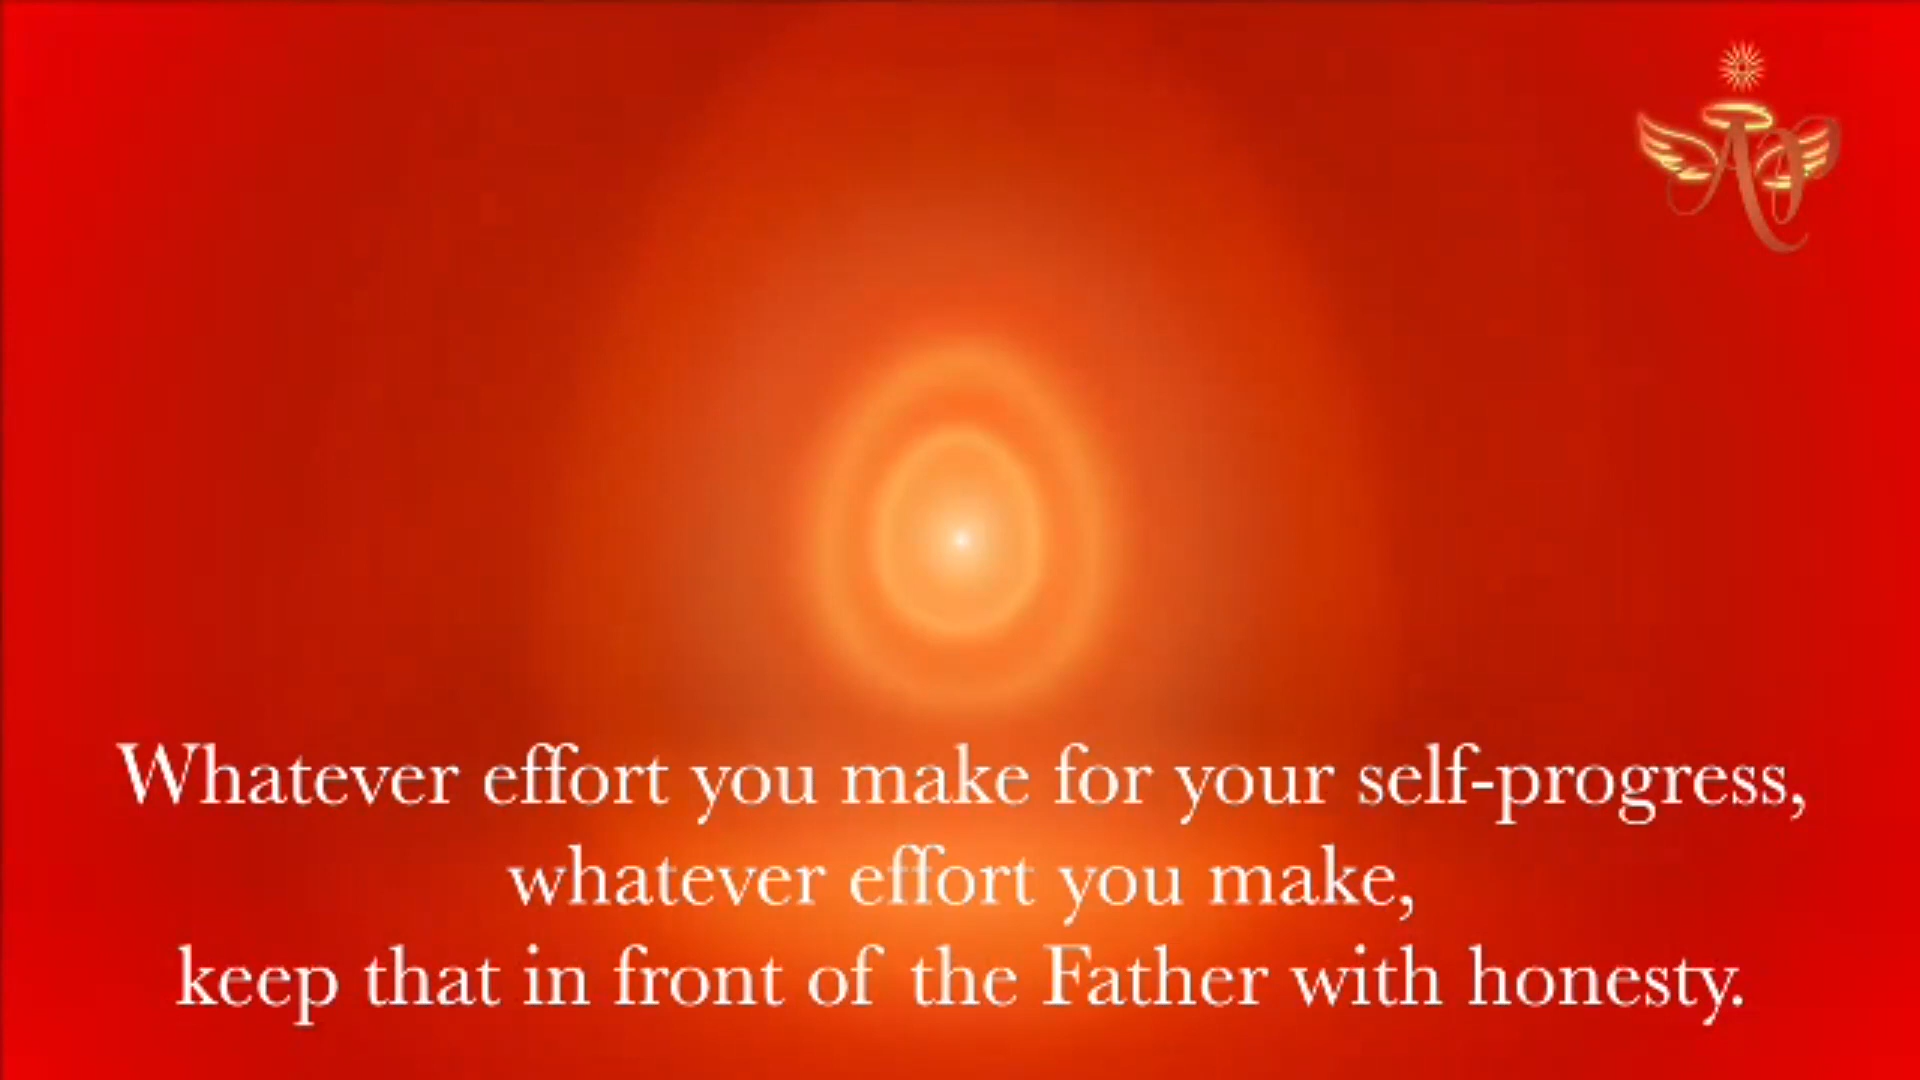 Whatever effort you make for your self-progress,
whatever effort you make,
keep that in front of the Father with honesty.